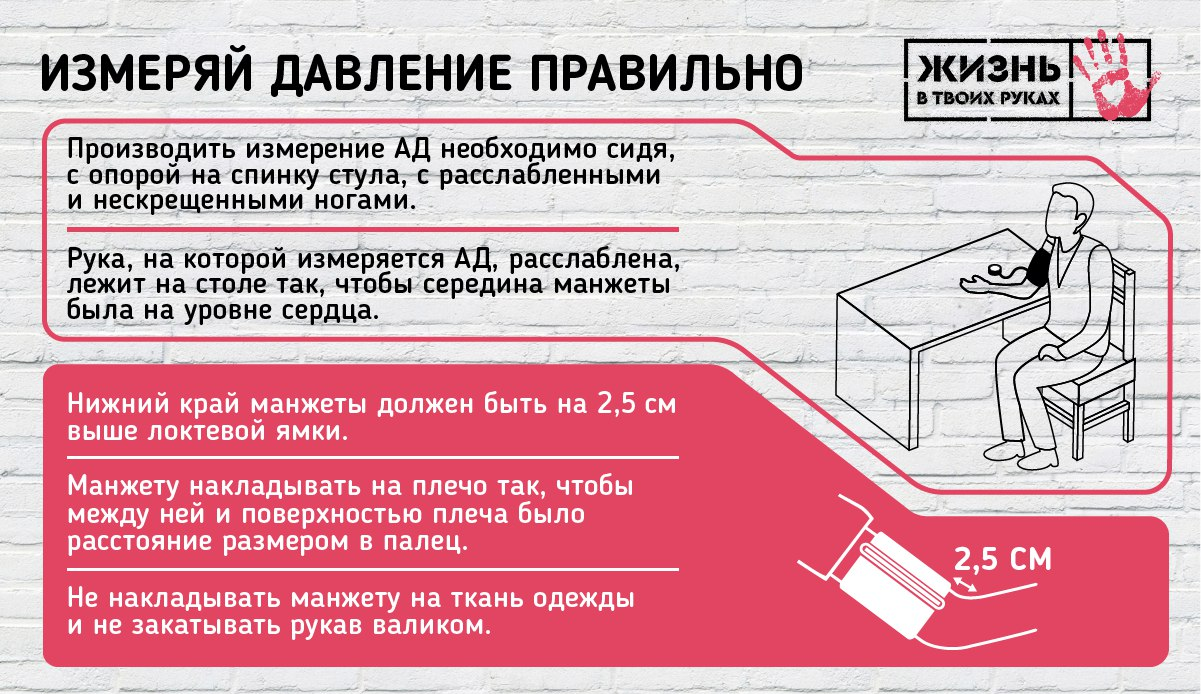 ИЗМЕРЯЙ ДАВЛЕНИЕ ПРАВИЛЬНО
ЖИЗНЬ
В ТВОИХ РУКАХ
Производить измерение АД необходимо сидя,
с опорой на спинку стула, с расслабленными
и нескрещенными ногами.
Рука, на которой измеряется АД, расслаблена,
лежит на столе так, чтобы середина манжеты
была на уровне сердца.
Нижний край манжеты должен быть на 2,5 см
выше локтевой ямки.
Манжету накладывать на плечо так, чтобы
между ней и поверхностью плеча было
расстояние размером в палец.
Не накладывать манжету на ткань одежды
и не закатывать рукав валиком.
2,5 СМ